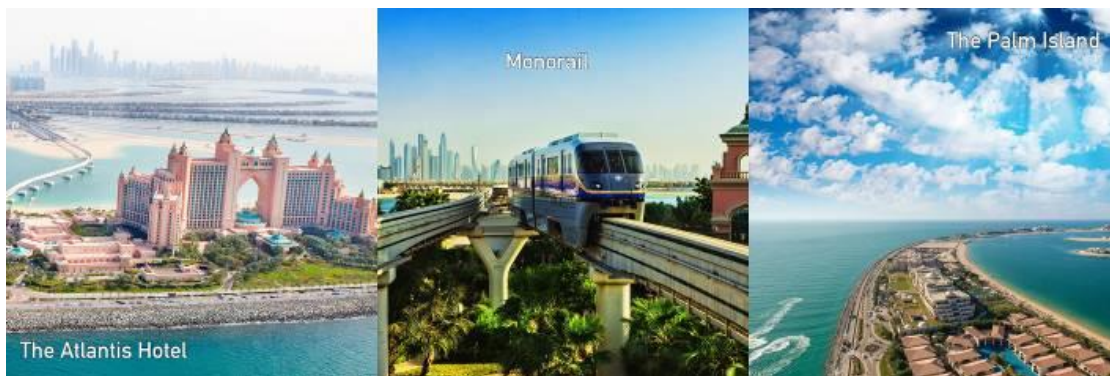 The Atlantis Hotel
Monorail
The Palm Island